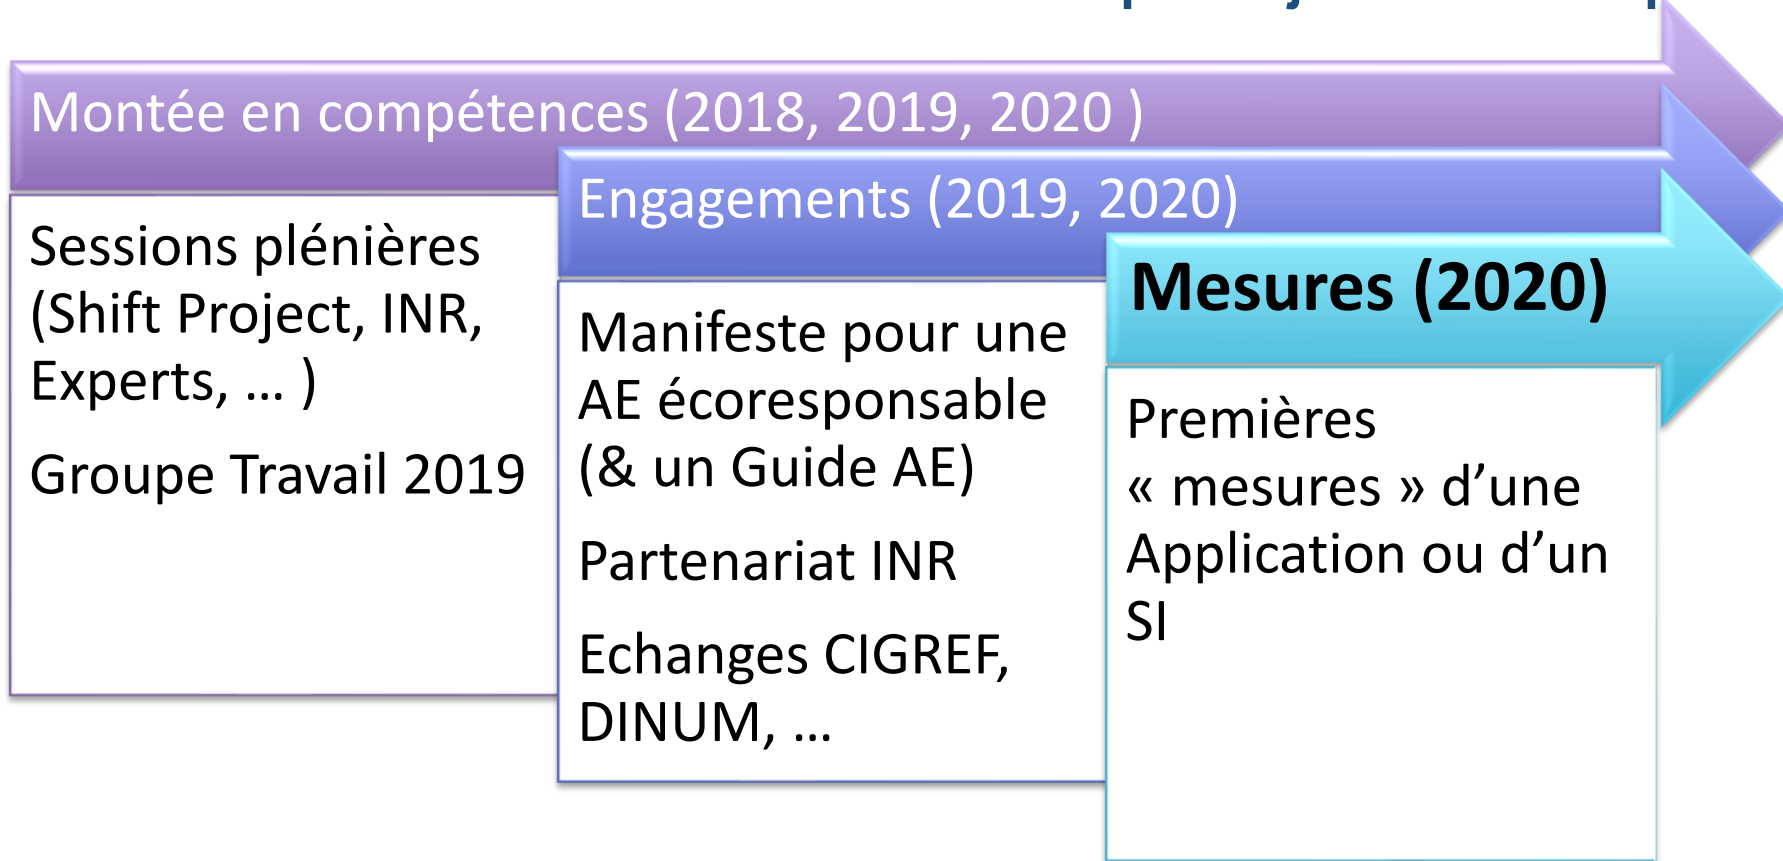 Montée en compétences (2018, 2019, 2020 )
Sessions plénières
(Shift Project, INR,
Experts, … )
Groupe Travail 2019
Engagements (2019, 2020)
Manifeste pour une
AE écoresponsable
(& un Guide AE)
Partenariat INR
Echanges CIGREF,
DINUM, …
Mesures (2020)
Premières
« mesures » d’une
Application ou d’un
SI